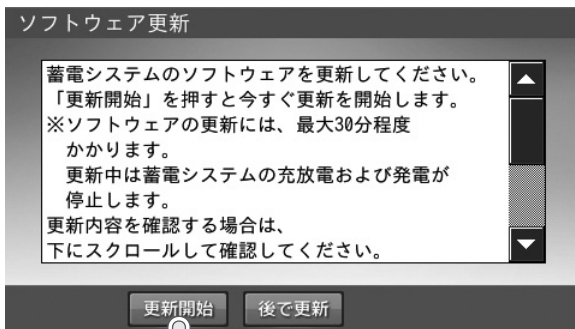 ソフトウェア更新
蓄電システムのソフトウェアを更新してください。
「更新開始」を押すと今すぐ更新を開始します。
※ソフトウェアの更新には、最大30分程度
かかります。
更新中は蓄電システムの充放電および発電が
停止します。
更新内容を確認する場合は、
下にスクロールして確認してください。
更新開始 後で更新